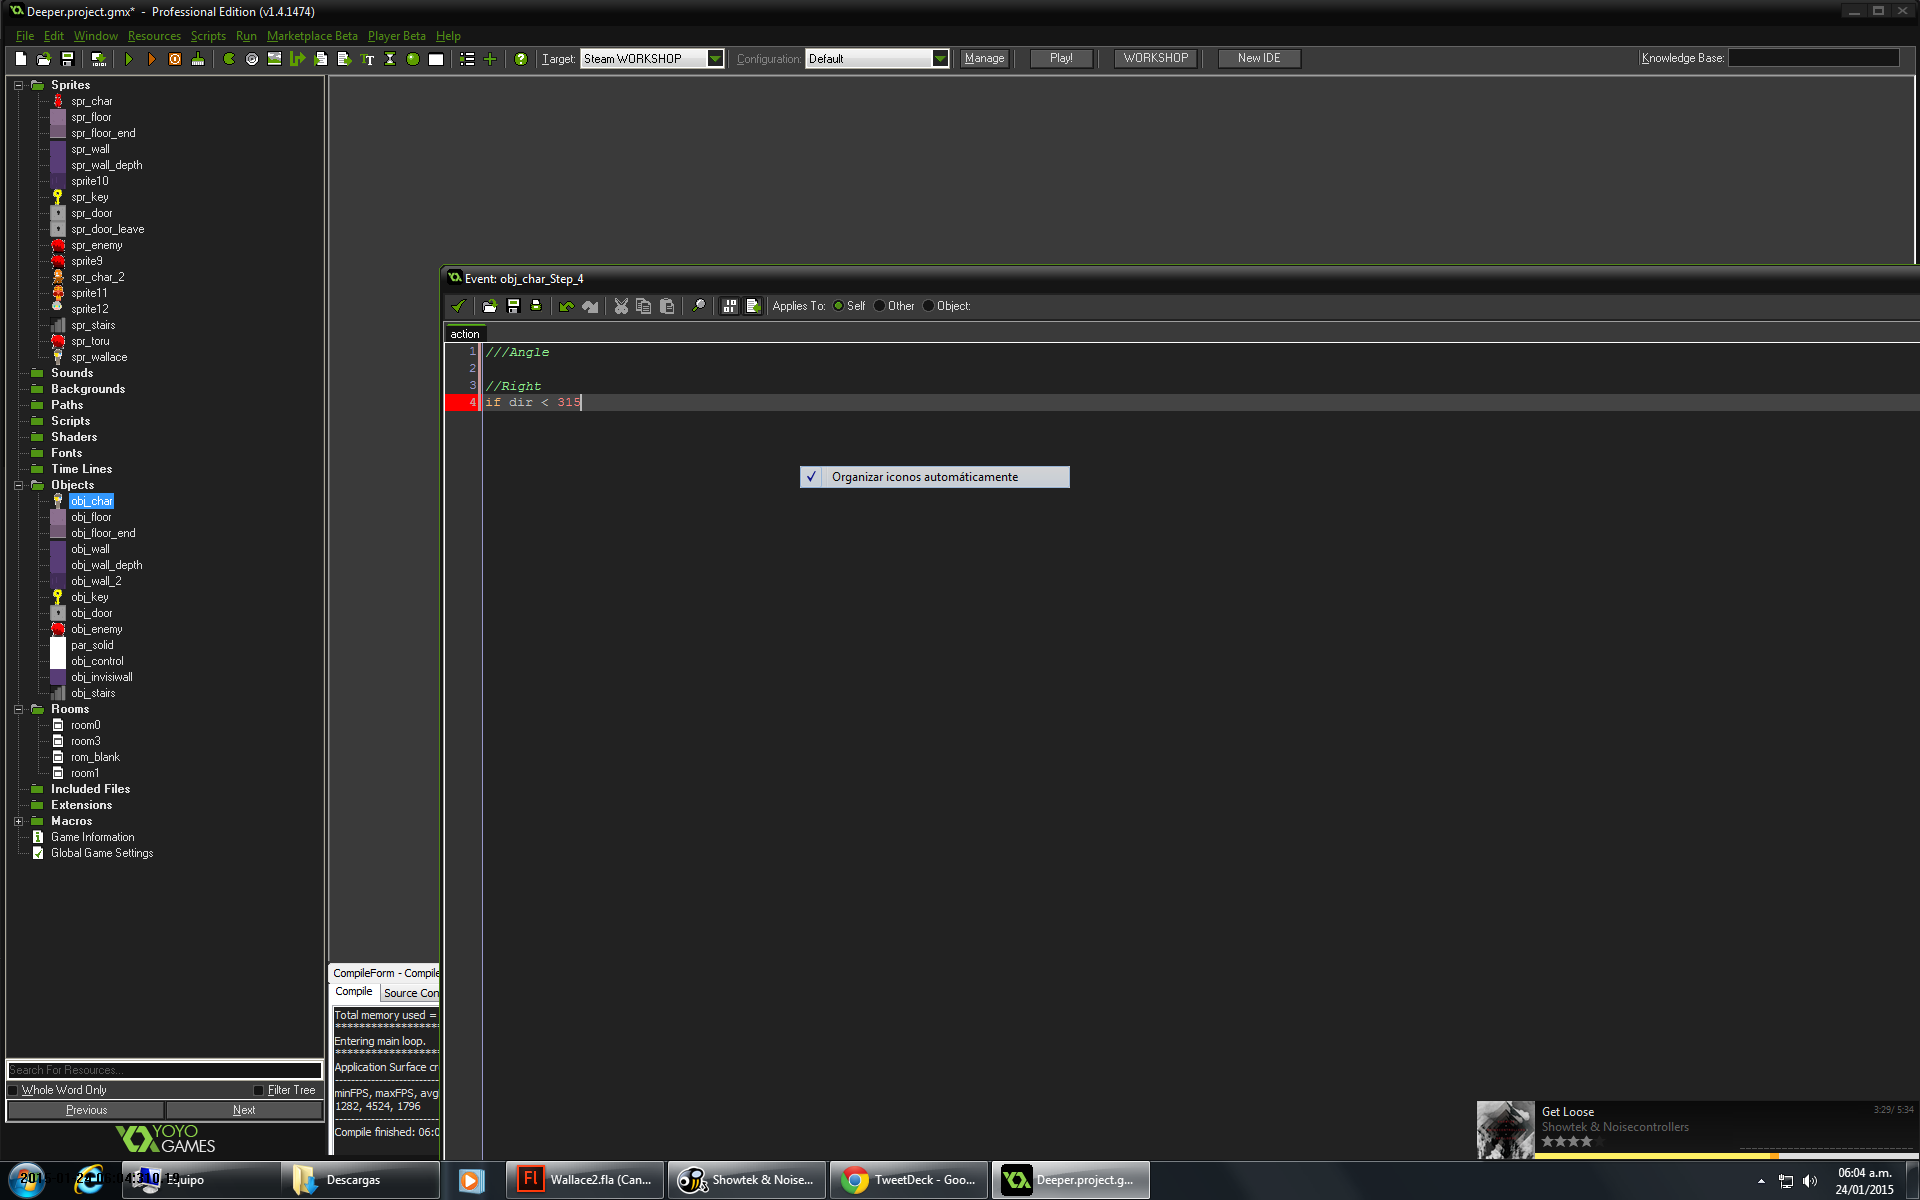 Deeper.project.gmx*  -  Professional Edition (v1.4.1474)
File Edit Window Resources Scripts Run Marketplace Beta Player Beta Help
Target: Steam WORKSHOP Configuration: Default Manage Play! WORKSHOP New IDE Knowledge Base:
Sprites
spr_char
spr_floor
spr_floor_end
spr_wall
spr_wall_depth
sprite10
spr_key
spr_door
spr_door_leave
spr_enemy
sprite9
spr_char_2
sprite11
sprite12
spr_stairs
spr_toru
spr_wallace
Sounds
Backgrounds
Paths
Scripts
Shaders
Fonts
Time Lines
Objects
obj_char
obj_floor
obj_floor_end
obj_wall
obj_wall_depth
obj_wall_2
obj_key
obj_door
obj_enemy
par_solid
obj_control
obj_invisiwall
obj_stairs
Rooms
room0
room3
rom_blank
room1
Included Files
Extensions
Macros
Game Information
Global Game Settings
Search For Resources...
Whole Word Only Filter Tree
Previous Next
YOYO
GAMES
Event: obj_char_Step_4
Applies To: Self Other Object:
action
1 ///Angle
2
3 //Right
4 if dir < 315
Organizar iconos automáticamente
CompileForm - Compile
Compile Source Con
Total memory used =
*******************
Entering main loop.
*******************
Application Surface cr
minFPS, maxFPS, avg
1282, 4524, 1796
Compile finished: 06:0
Get Loose 3:29/ 5:34
Showtek & Noisecontrollers
Equipo Descargas Wallace2.fla (Can... Showtek & Noise... TweetDeck - Goo... Deeper.project.g...
06:04 a.m.
24/01/2015